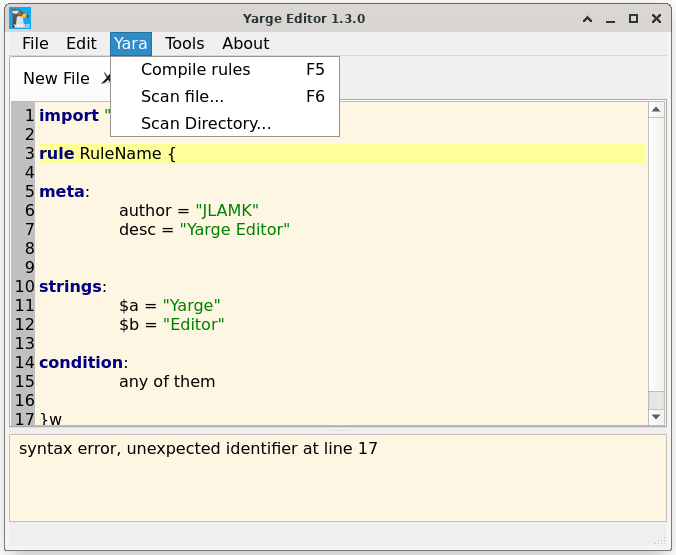 Yarge Editor 1.3.0
File Edit Yara Tools About
Compile rules F5
Scan file... F6
Scan Directory...
New File
1 import "
2
3 rule RuleName {
4
5 meta:
6 author = "JLAMK"
7 desc = "Yarge Editor"
8
9
10 strings:
11 $a = "Yarge"
12 $b = "Editor"
13
14 condition:
15 any of them
16
17 }w
syntax error, unexpected identifier at line 17